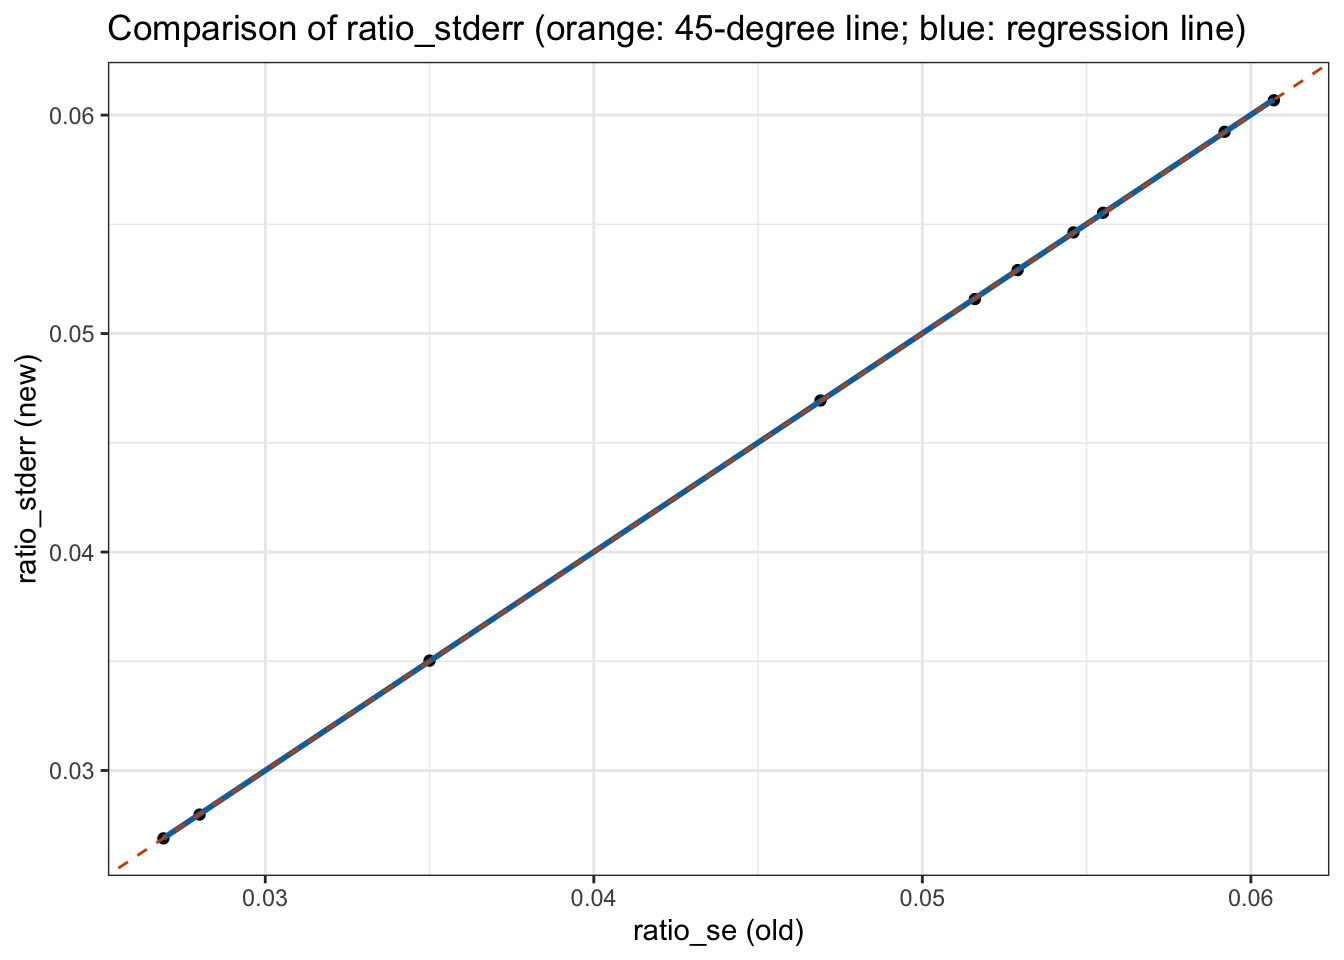 Comparison of ratio_stderr (orange: 45-degree line; blue: regression line)
0.06
0.05
0.04
0.03
ratio_stderr (new)
0.03 0.04 0.05 0.06
ratio_se (old)